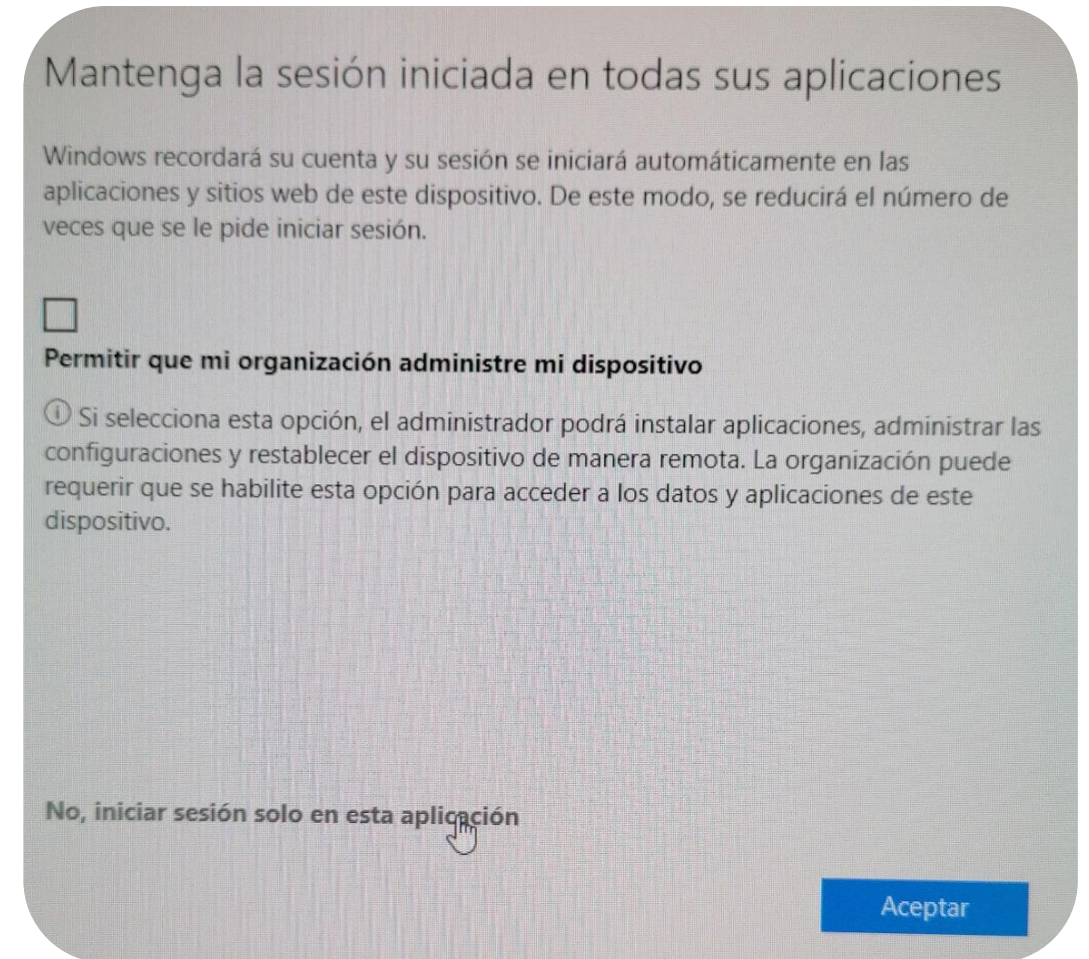 Mantenga la sesión iniciada en todas sus aplicaciones
Windows recordará su cuenta y su sesión se iniciará automáticamente en las
aplicaciones y sitios web de este dispositivo. De este modo, se reducirá el número de
veces que se le pide iniciar sesión.
Permitir que mi organización administre mi dispositivo
Si selecciona esta opción, el administrador podrá instalar aplicaciones, administrar las
configuraciones y restablecer el dispositivo de manera remota. La organización puede
requerir que se habilite esta opción para acceder a los datos y aplicaciones de este
dispositivo.
No, iniciar sesión solo en esta aplicación
Aceptar